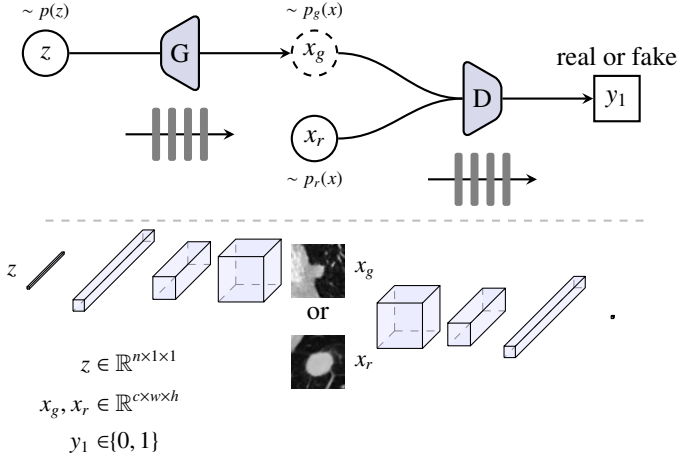 ∼ p(z)
∼ p_g(x)
z
G
x_g
real or fake
D
y_1
x_r
∼ p_r(x)
z
x_g
or
x_r
z ∈ ℝ^{n×1×1}
x_g, x_r ∈ ℝ^{c×w×h}
y_1 ∈{0, 1}